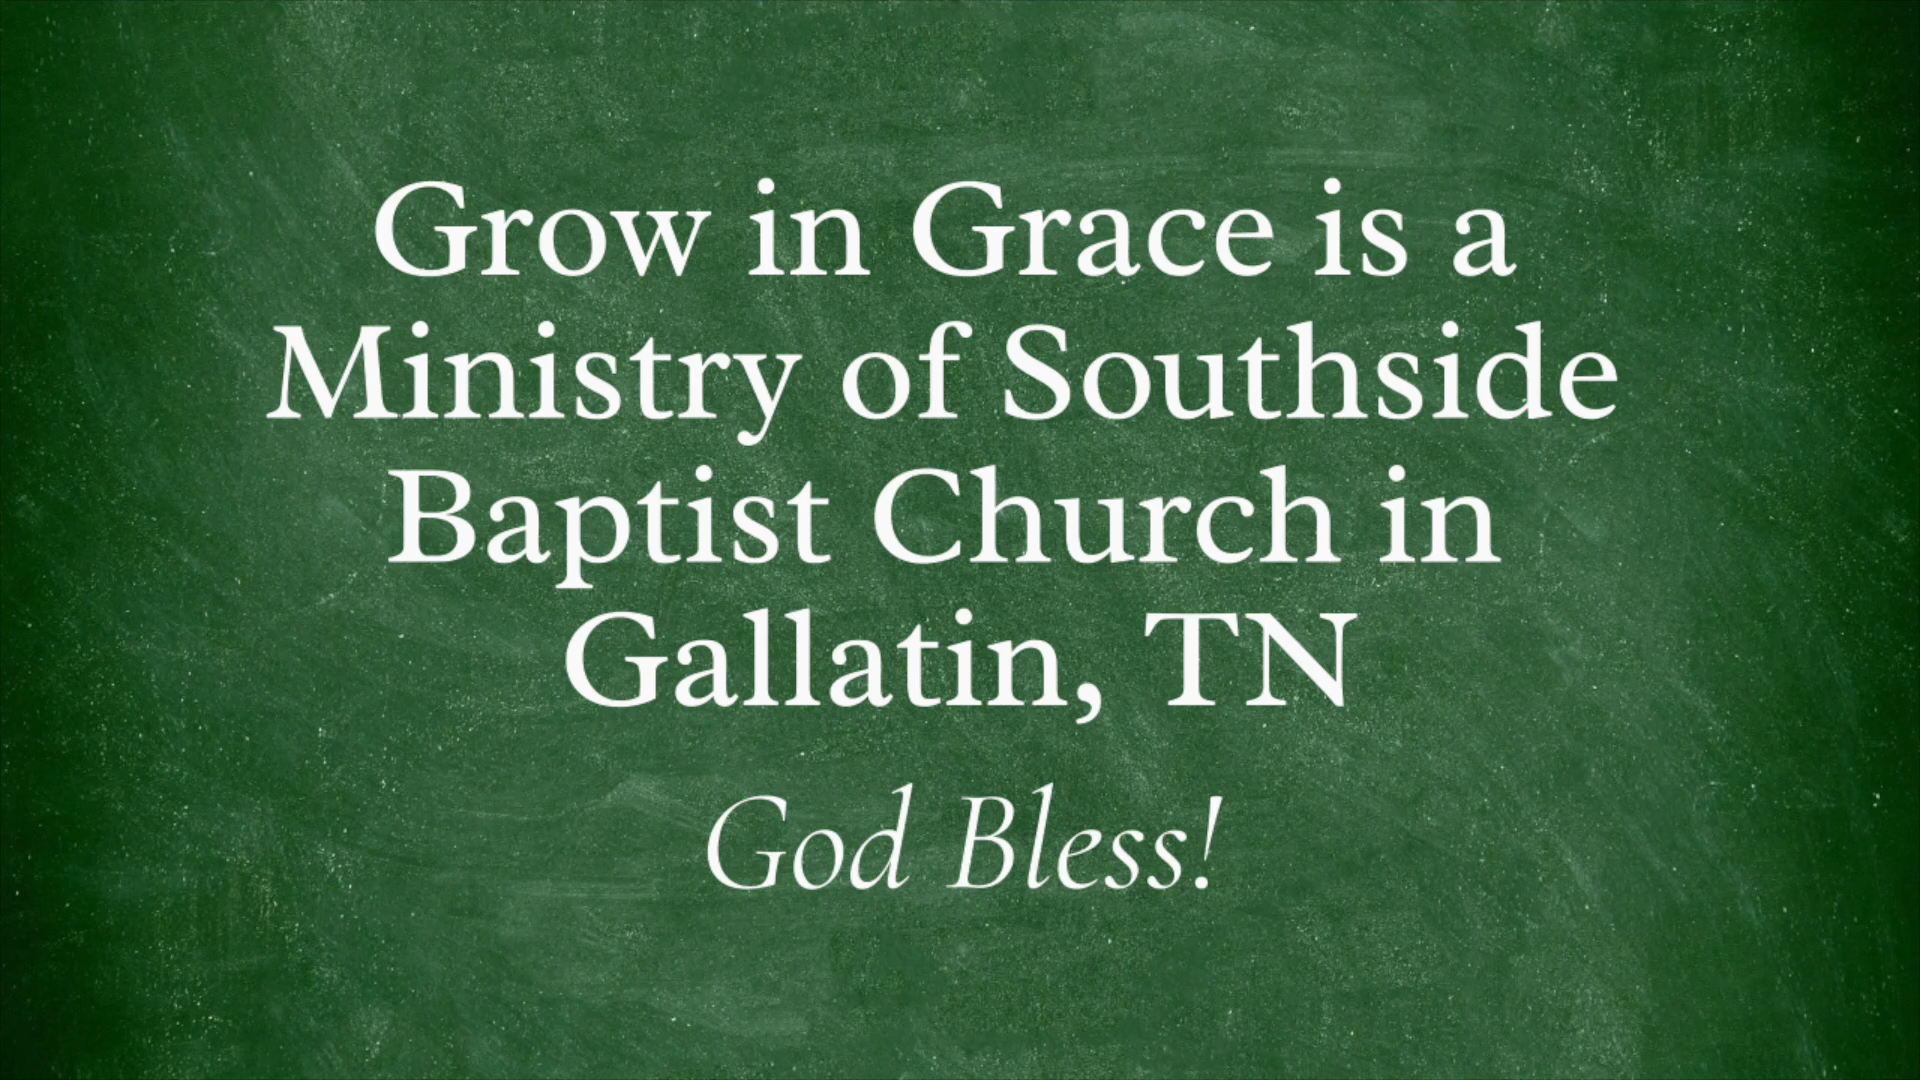 Grow in Grace is a
Ministry of Southside
Baptist Church in
Gallatin, TN
God Bless!